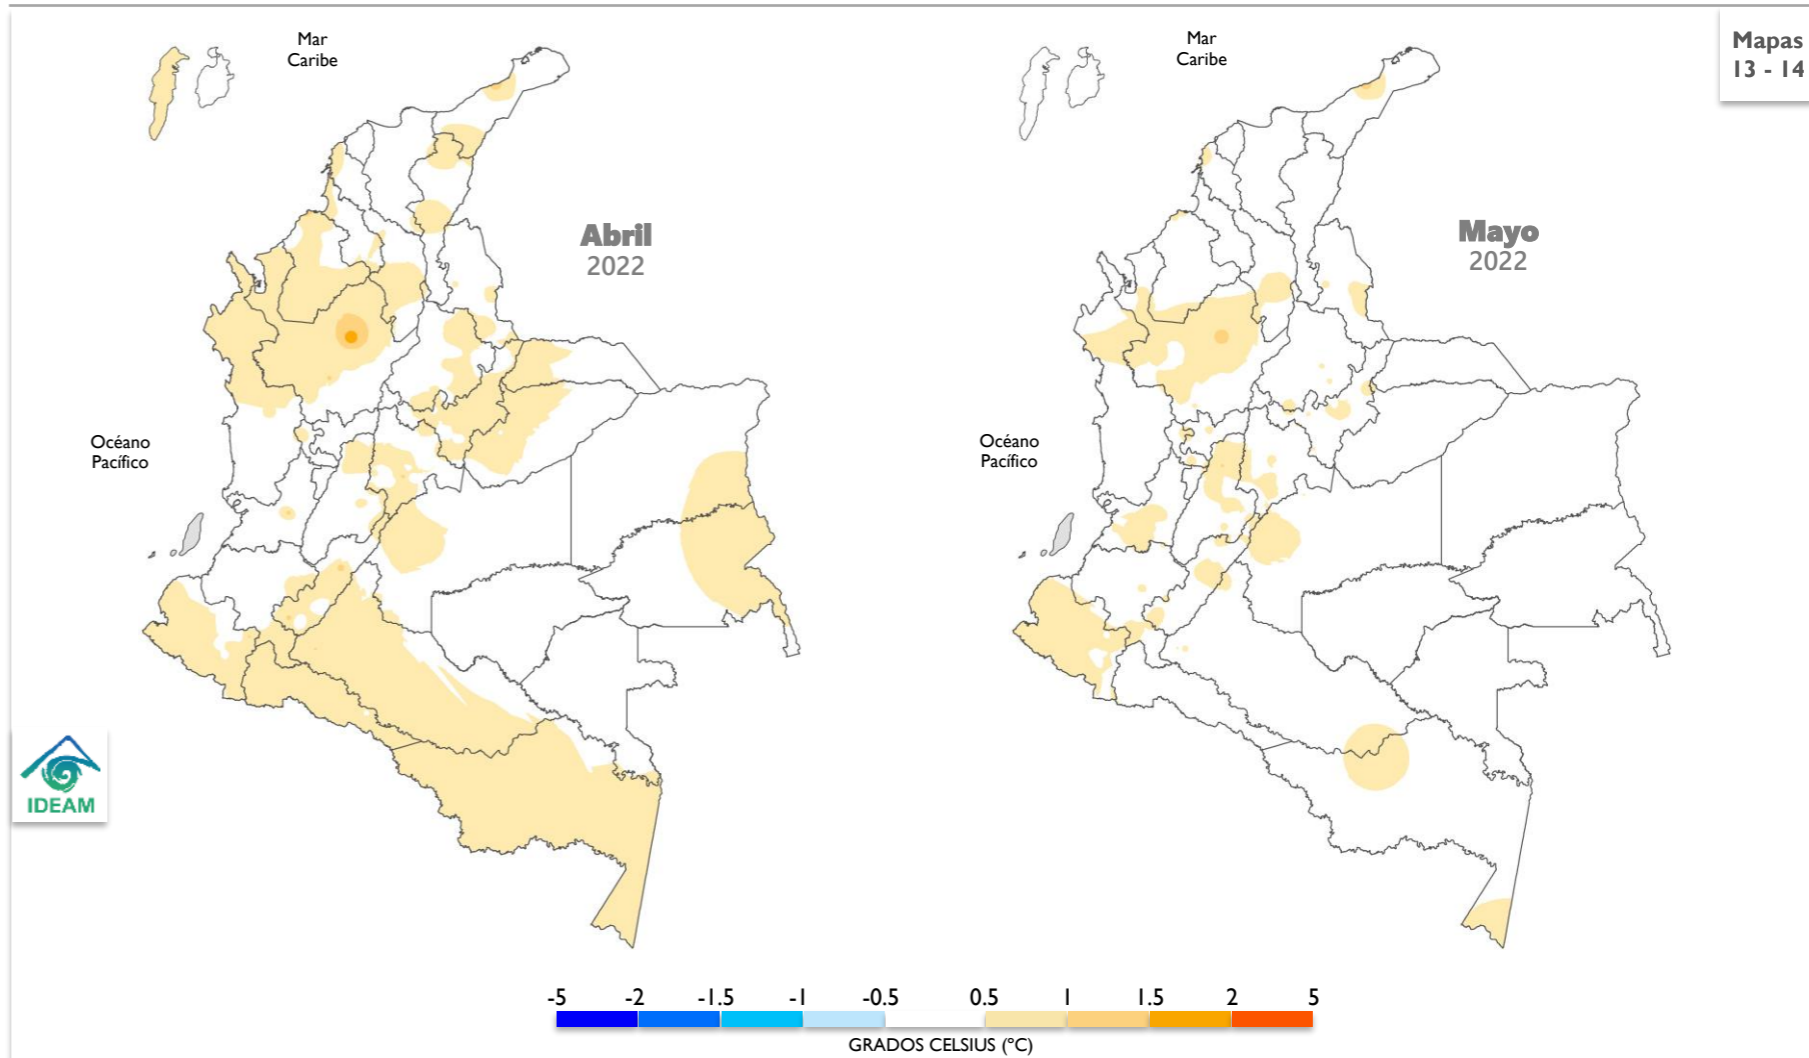 Mar
Caribe
Mar
Caribe
Mapas
13 - 14
Abril
2022
Mayo
2022
Océano
Pacífico
Océano
Pacífico
IDEAM
-5 -2 -1.5 -1 -0.5 0.5 1 1.5 2 5
GRADOS CELSIUS (°C)